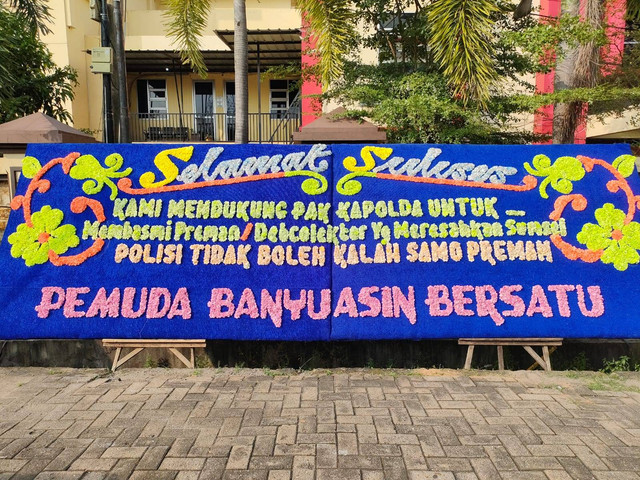 Selamat Sukses
KAMI MENDUKUNG PAK KAPOLDA UNTUK ...
Membasmi Preman / Debcolektor Yg Meresahkan Sumsel
POLISI TIDAK BOLEH KALAH SAMO PREMAN
PEMUDA BANYUASIN BERSATU